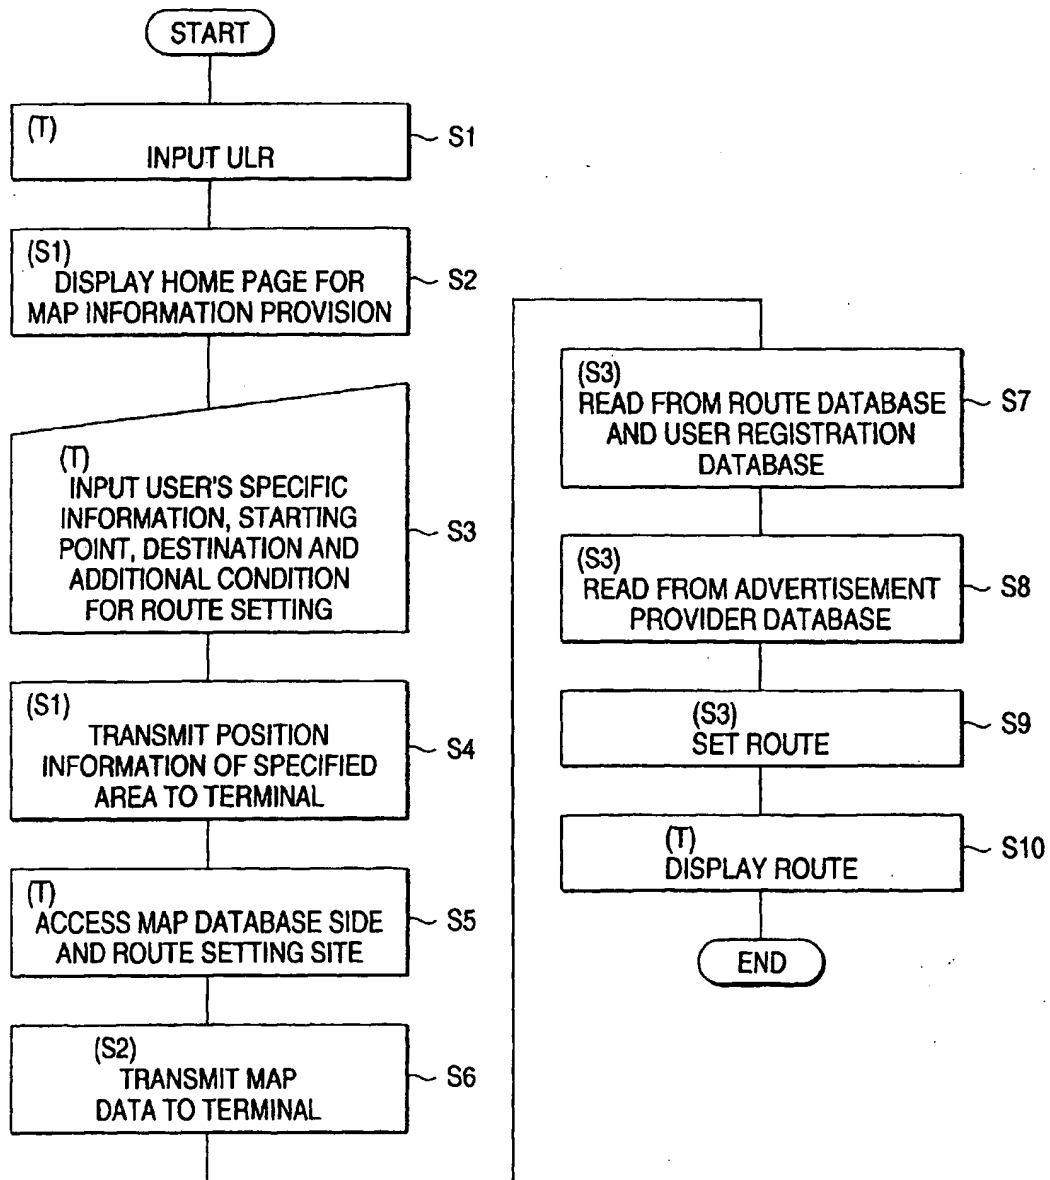 START
(T)
INPUT ULR
S1
(S1)
DISPLAY HOME PAGE FOR
MAP INFORMATION PROVISION
S2
(T)
INPUT USER'S SPECIFIC
INFORMATION, STARTING
POINT, DESTINATION AND
ADDITIONAL CONDITION
FOR ROUTE SETTING
S3
(S1)
TRANSMIT POSITION
INFORMATION OF SPECIFIED
AREA TO TERMINAL
S4
(T)
ACCESS MAP DATABASE SIDE
AND ROUTE SETTING SITE
S5
(S2)
TRANSMIT MAP
DATA TO TERMINAL
S6
(S3)
READ FROM ROUTE DATABASE
AND USER REGISTRATION
DATABASE
S7
(S3)
READ FROM ADVERTISEMENT
PROVIDER DATABASE
S8
(S3)
SET ROUTE
S9
(T)
DISPLAY ROUTE
S10
END